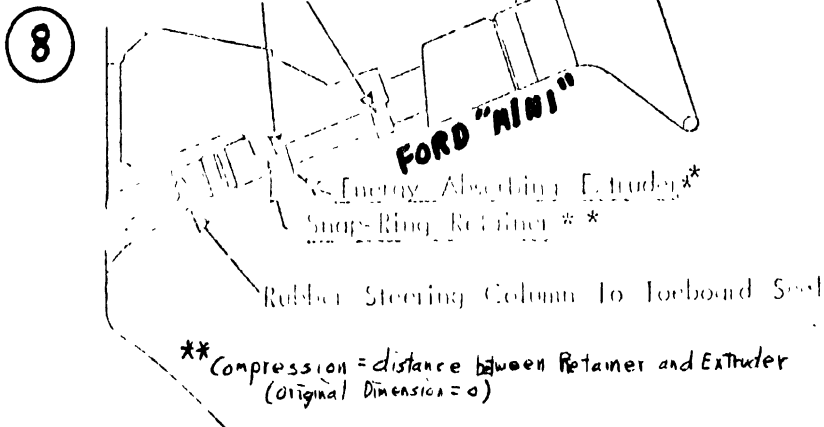 8
FORD "MINI"
Energy Absorbing Extruder**
Snap-Ring Retainer **
Rubber Steering Column To Toeboard Seal
**Compression = distance between Retainer and Extruder
(Original Dimension = 0)